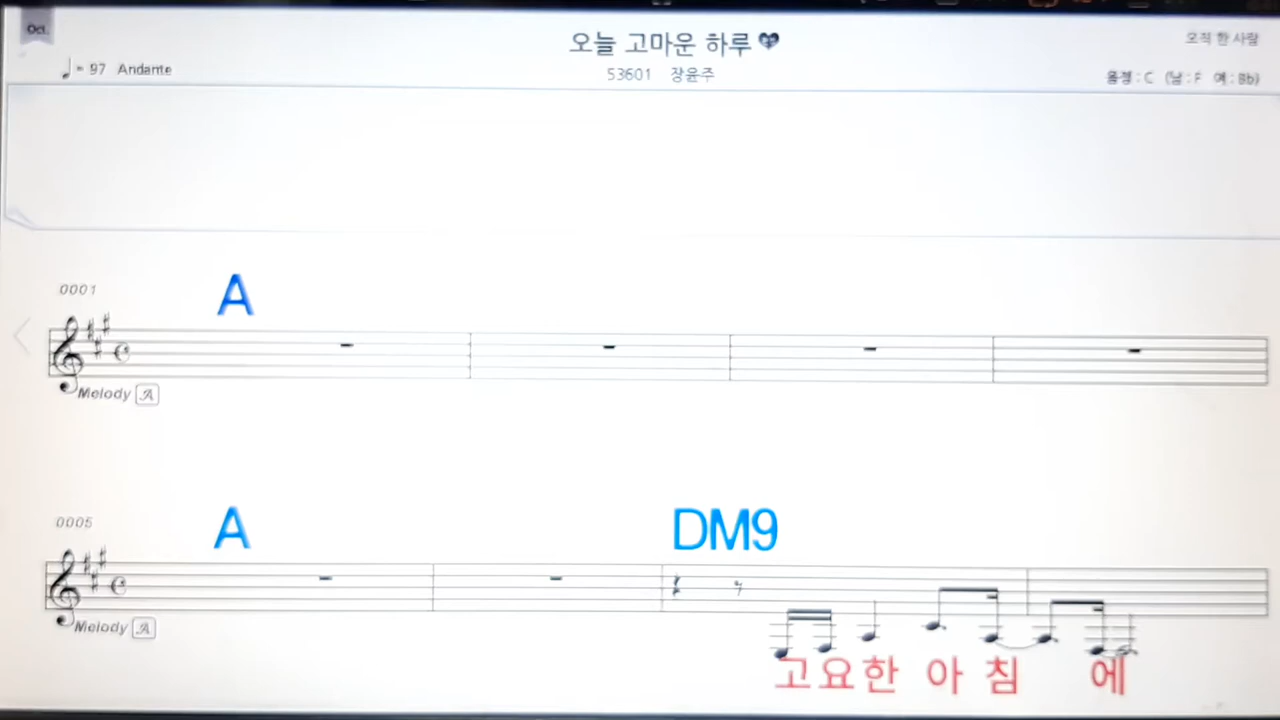 Oct.
오늘 고마운 하루
오직 한 사람
♩= 97 Andante
53601 장윤주
음정 : C (남 : F 여 : Bb)
0001
A
Melody A
0005
A DM9
Melody A
고요한 아 침 에